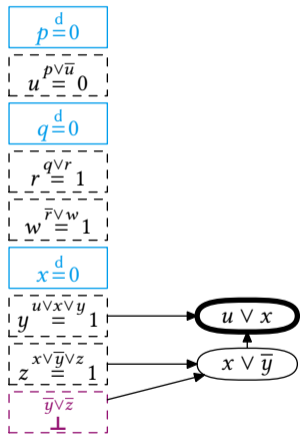 p d= 0
u p∨u̅= 0
q d= 0
r q∨r= 1
w r̅∨w= 1
x d= 0
y u∨x∨y= 1
u ∨ x
z x∨y̅∨z= 1
x ∨ y̅
y̅∨z̅
⊥